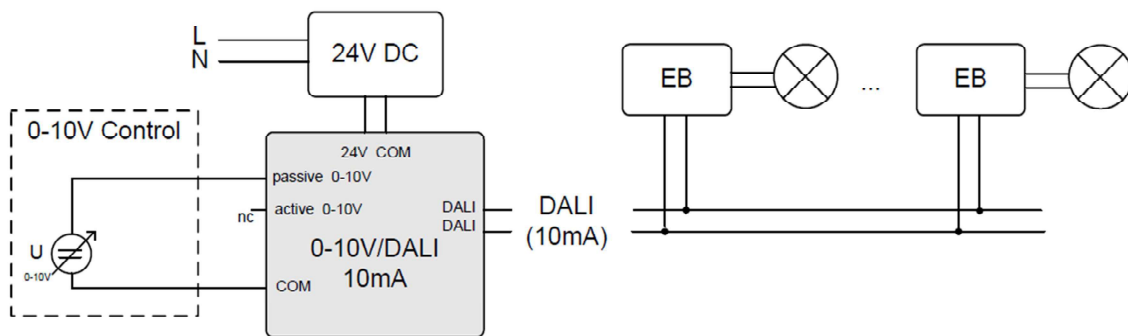 L
N
24V DC
EB
EB
...
0-10V Control
24V COM
passive 0-10V
nc
active 0-10V
DALI
DALI
DALI
(10mA)
U
0-10V
0-10V/DALI
10mA
COM